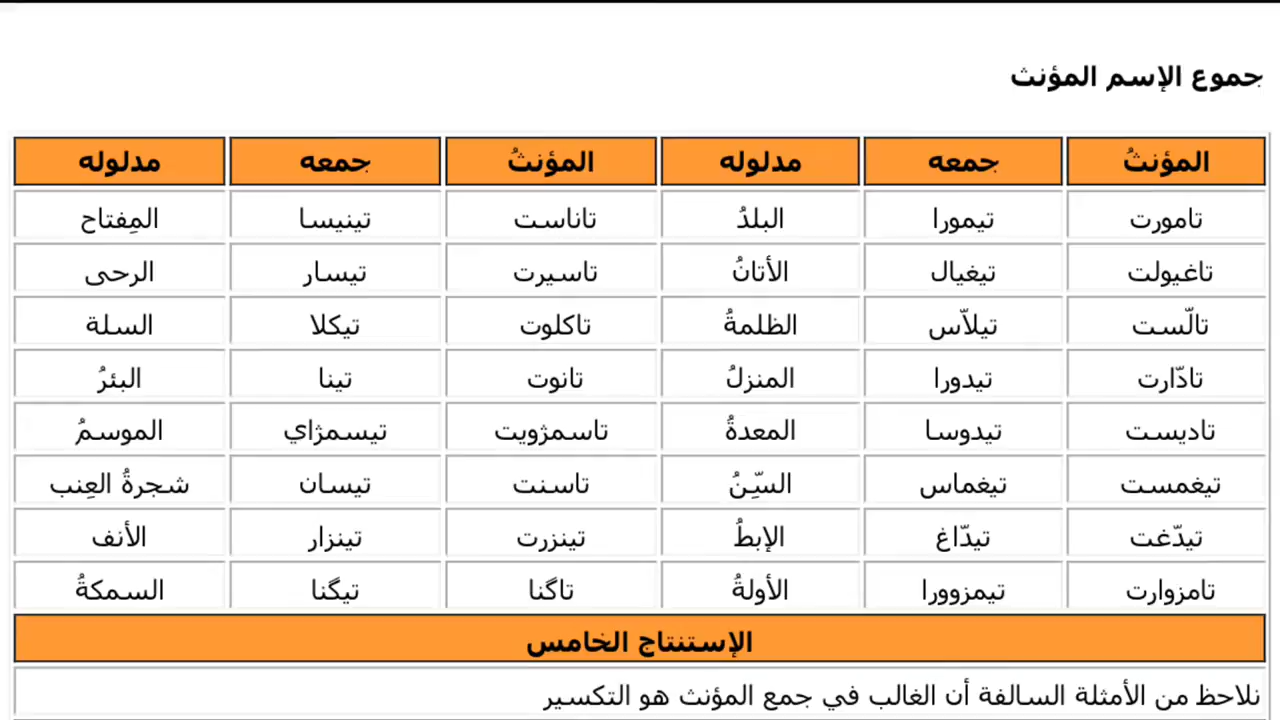 جموع الإسم المؤنث
المؤنثُ جمعه مدلوله المؤنثُ جمعه مدلوله
تامورت تيمورا البلدُ تاناست تينيسا المِفتاح
تاغيولت تيغيال الأتانُ تاسيرت تيسار الرحى
تالّست تيلاّس الظلمةُ تاكلوت تيكلا السلة
تادّارت تيدورا المنزلُ تانوت تينا البئرُ
تاديست تيدوسا المعدةُ تاسمژويت تيسمژاي الموسمُ
تيغمست تيغماس السِّنُ تاسنت تيسان شجرةُ العِنب
تيدّغت تيدّاغ الإبطُ تينزرت تينزار الأنف
تامزوارت تيمزوورا الأولةُ تاگنا تيگنا السمكةُ
الإستنتاج الخامس
نلاحظ من الأمثلة السالفة أن الغالب في جمع المؤنث هو التكسير